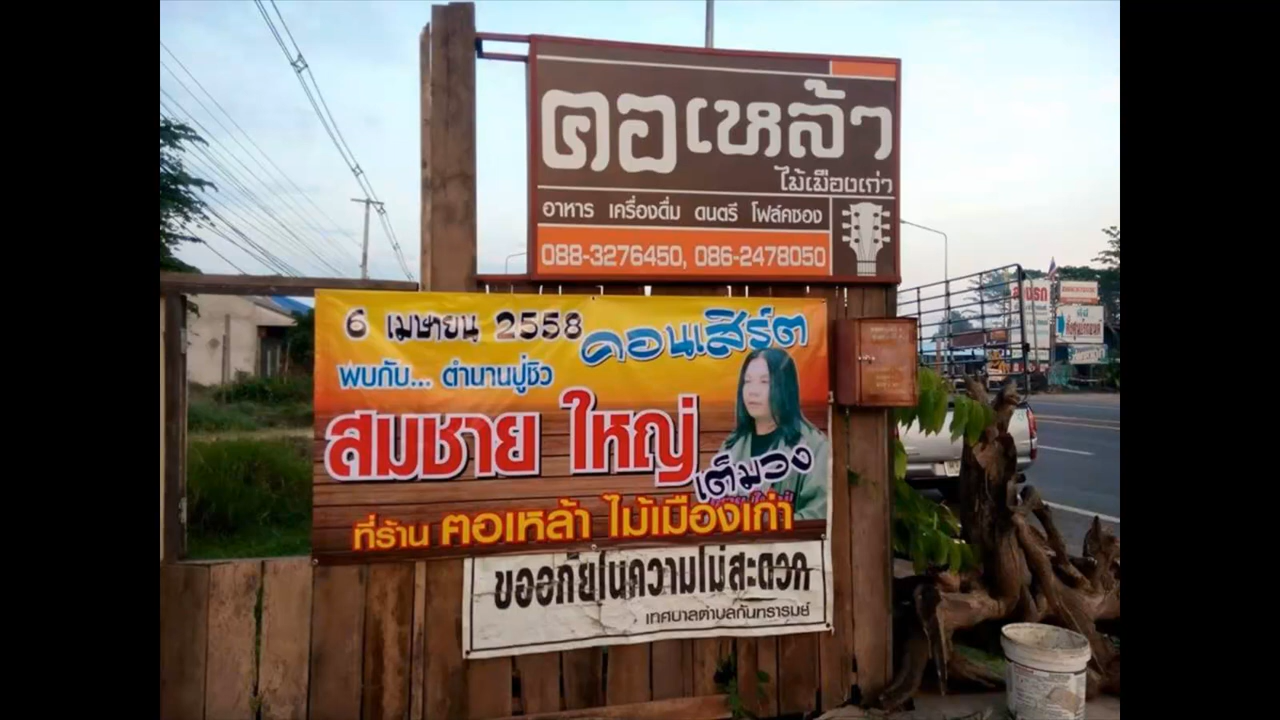 คอเหล้า
ไม้เมืองเก่า
อาหาร เครื่องดื่ม ดนตรี โฟล์คซอง
088-3276450, 086-2478050
6 เมษายน 2558 คอนเสิร์ต
พบกับ... ตำนานปู่ชิว
สมชาย ใหญ่
เต็มวง
ที่ร้าน ฅอเหล้า ไม้เมืองเก่า
ขออภัยในความไม่สะดวก
เทศบาลตำบลกันทรารมย์